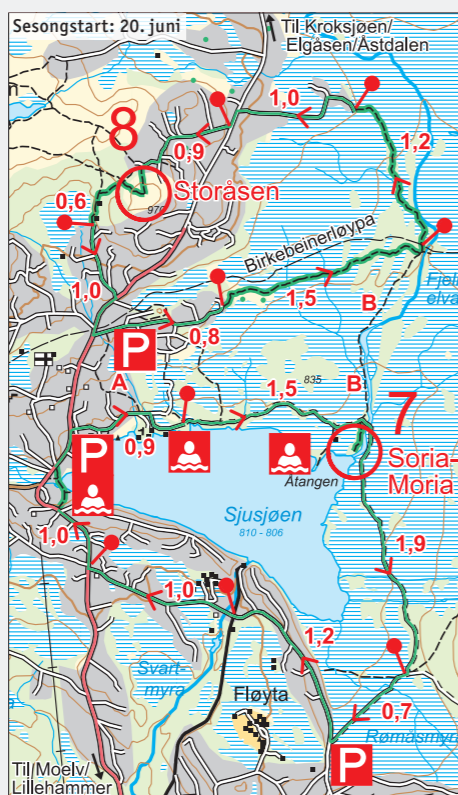 Sesongstart: 20. juni
Til Kroksjøen/
Elgåsen/Åstdalen
1,0
8
0,9
1,2
0,6
Storåsen
Birkebeinerløypa
1,0
1,5
B
0,8
P
A
1,5
835
B
7
0,9
P
Soria-
Moria
Åtangen
Sjusjøen
810 - 806
1,0
1,9
1,0
1,2
Svart-
myra
Fløyta
0,7
P
Til Moelv/
Lillehammer